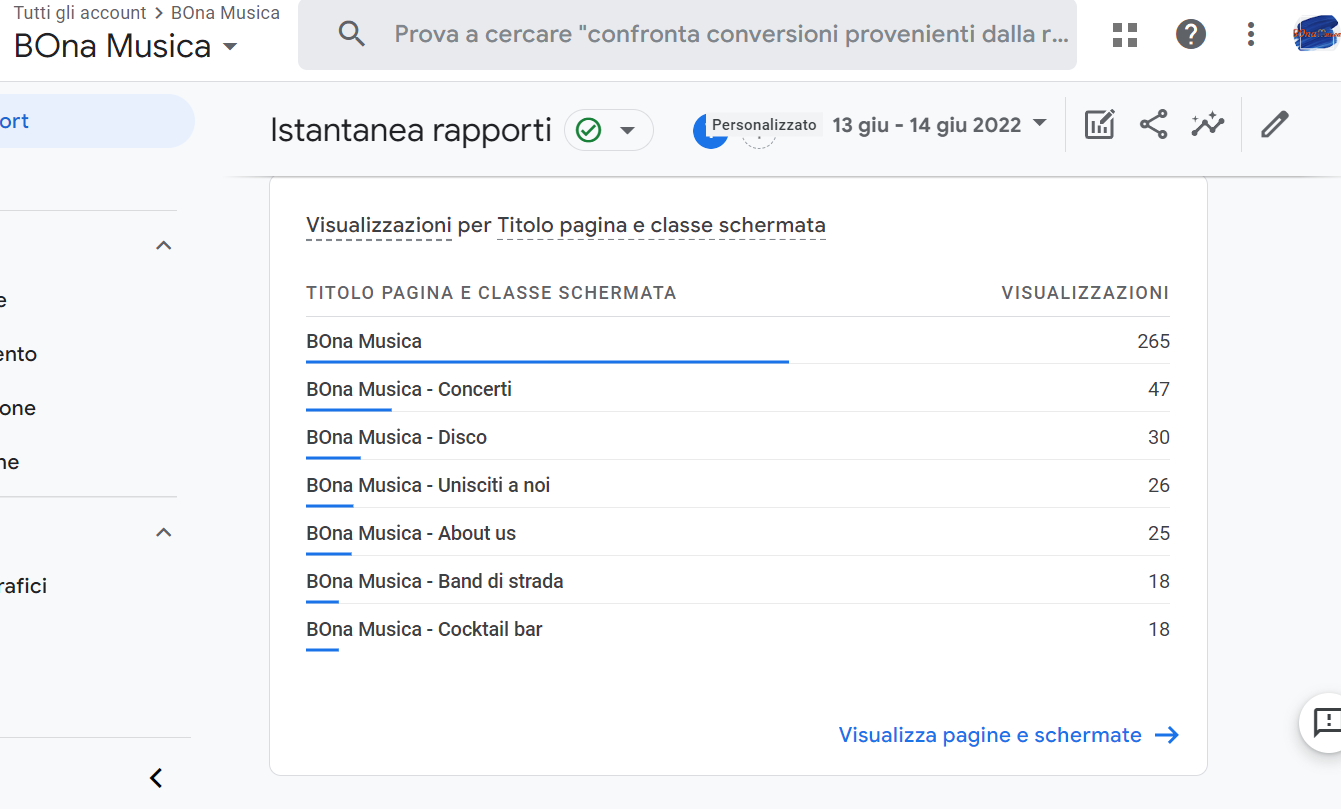 Tutti gli account > BOna Musica
BOna Musica
Prova a cercare "confronta conversioni provenienti dalla r...
ort
Istantanea rapporti
Personalizzato
13 giu - 14 giu 2022
Visualizzazioni per Titolo pagina e classe schermata
TITOLO PAGINA E CLASSE SCHERMATA VISUALIZZAZIONI
e
BOna Musica 265
ento
BOna Musica - Concerti 47
one
BOna Musica - Disco 30
ne
BOna Musica - Unisciti a noi 26
BOna Musica - About us 25
rafici
BOna Musica - Band di strada 18
BOna Musica - Cocktail bar 18
Visualizza pagine e schermate